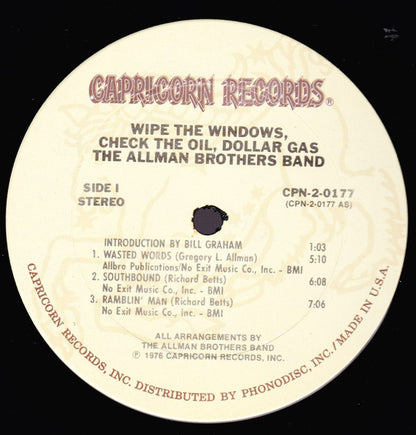 CAPRICORN RECORDS®
WIPE THE WINDOWS,
CHECK THE OIL, DOLLAR GAS
THE ALLMAN BROTHERS BAND
SIDE I
STEREO
CPN-2-0177
(CPN-2-0177 AS)
INTRODUCTION BY BILL GRAHAM 1:03
1. WASTED WORDS (Gregory L. Allman) 5:10
Allbro Publications/No Exit Music Co., Inc. - BMI
2. SOUTHBOUND (Richard Betts) 6:08
No Exit Music Co., Inc. - BMI
3. RAMBLIN' MAN (Richard Betts) 7:06
No Exit Music Co., Inc. - BMI
ALL ARRANGEMENTS BY
THE ALLMAN BROTHERS BAND
℗ 1976 CAPRICORN RECORDS, INC.
CAPRICORN RECORDS, INC. DISTRIBUTED BY PHONODISC, INC./MADE IN U.S.A.